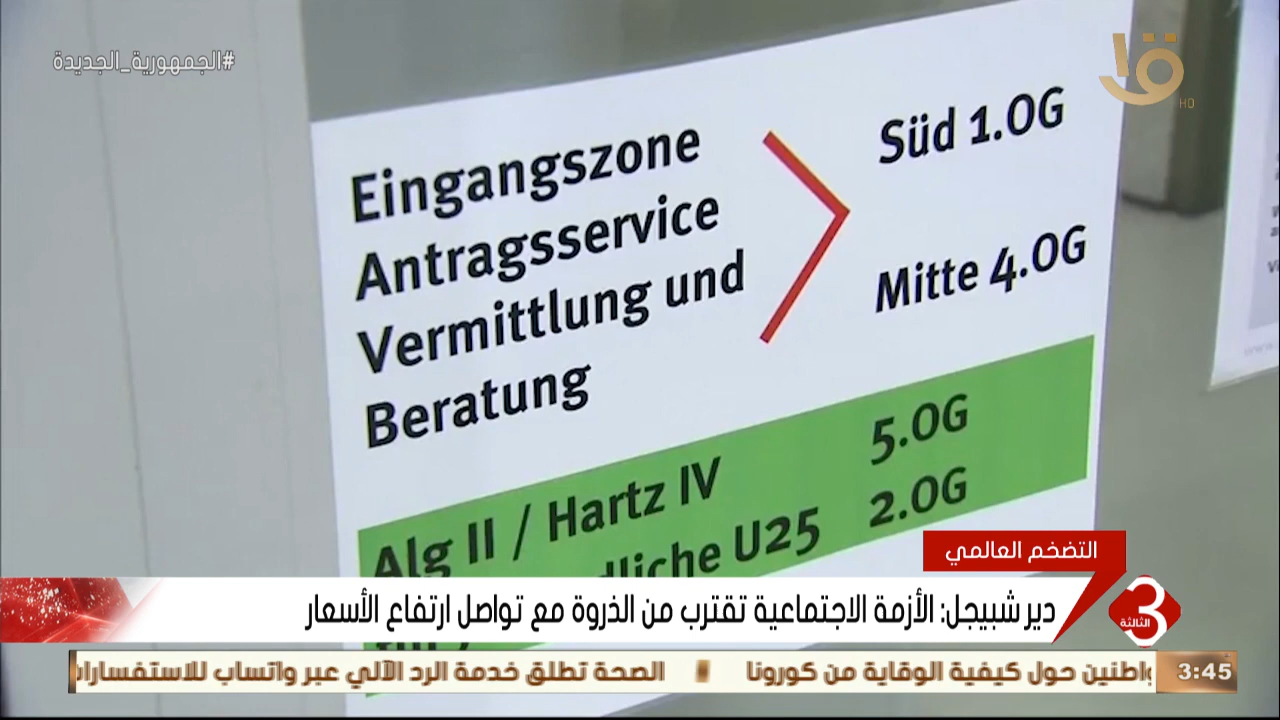 #الجمهورية_الجديدة
HD
Eingangszone
Antragsservice
Vermittlung und
Beratung
Süd 1.OG
Mitte 4.OG
Alg II / Hartz IV 5.OG
U25 2.OG
التضخم العالمي
دير شبيجل: الأزمة الاجتماعية تقترب من الذروة مع تواصل ارتفاع الأسعار
3 الثالثة
3:45
حول كيفية الوقاية من كورونا
الصحة تطلق خدمة الرد الآلي عبر واتساب